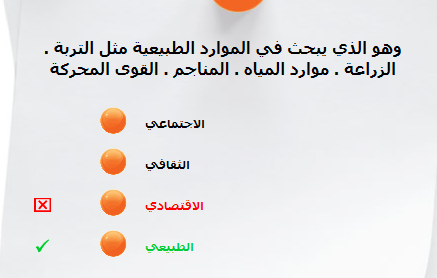 وهو الذي يبحث في الموارد الطبيعية مثل التربة .
الزراعة . موارد المياه . المناجم . القوى المحركة
الاجتماعي
الثقافي
الاقتصادي
الطبيعي